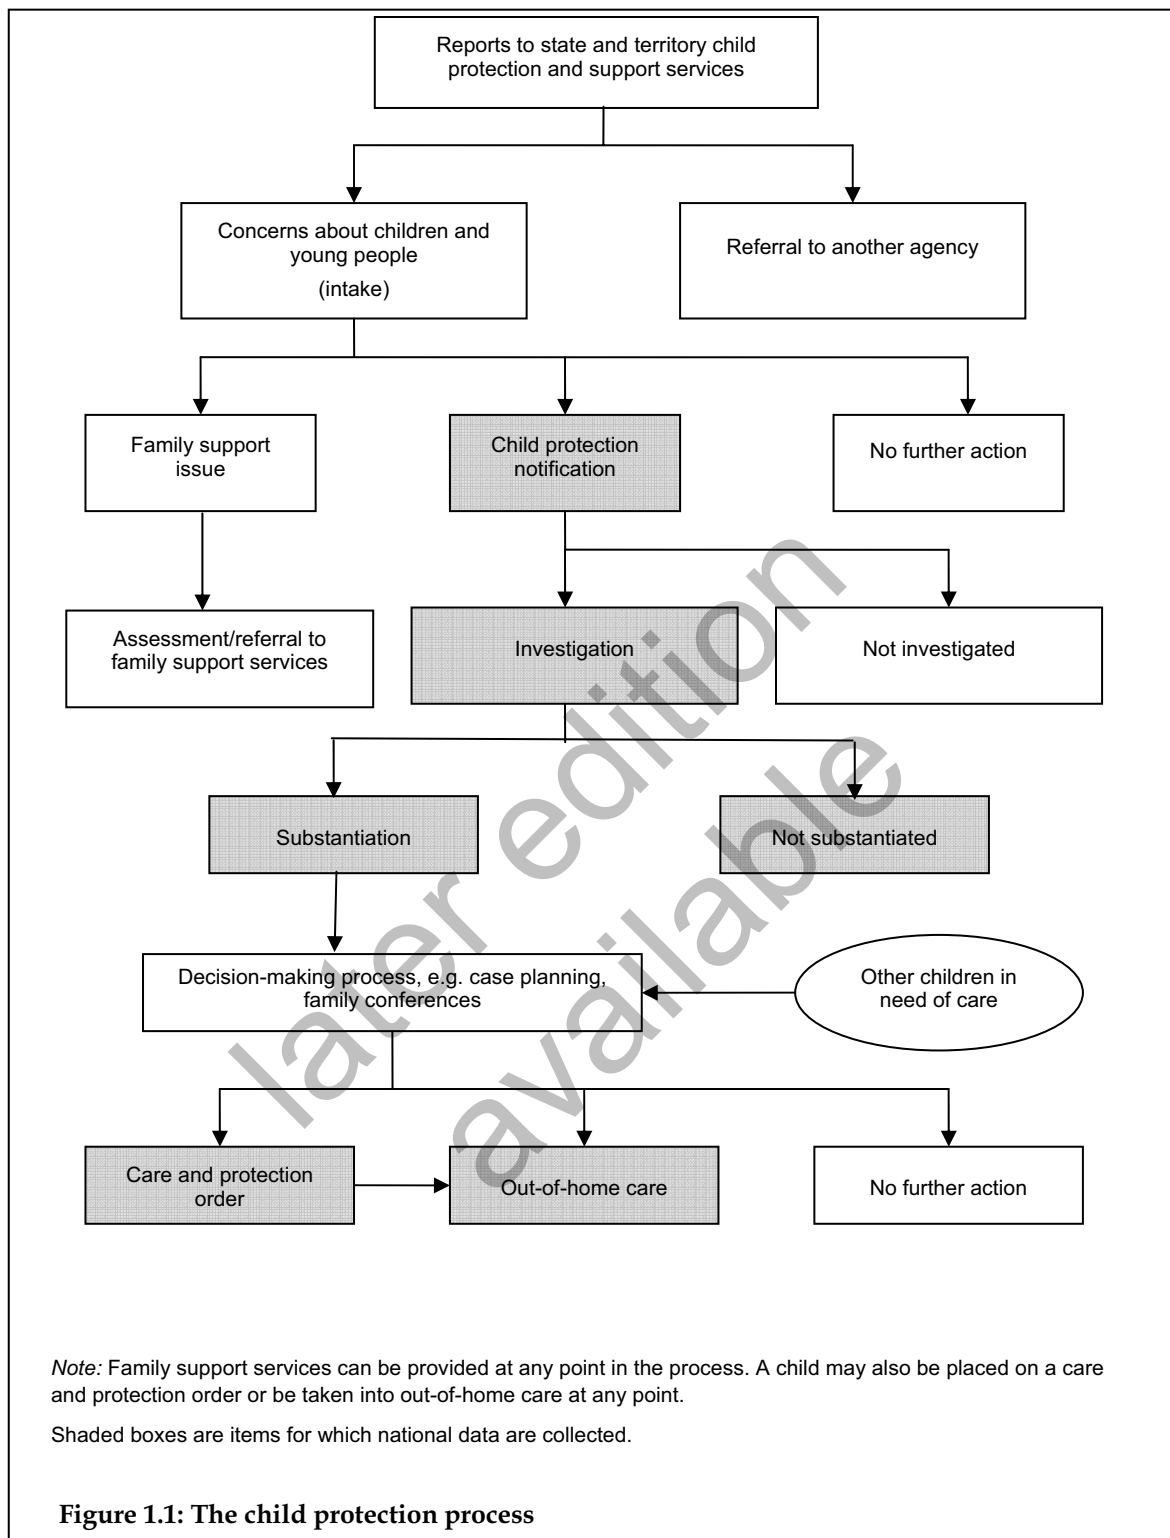 Reports to state and territory child
protection and support services
Concerns about children and
young people
(intake)
Referral to another agency
Family support
issue
Child protection
notification
No further action
Assessment/referral to
family support services
Investigation
Not investigated
Substantiation
Not substantiated
Decision-making process, e.g. case planning,
family conferences
Other children in
need of care
Care and protection
order
Out-of-home care
No further action
later edition
available
Note: Family support services can be provided at any point in the process. A child may also be placed on a care
and protection order or be taken into out-of-home care at any point.
Shaded boxes are items for which national data are collected.
Figure 1.1: The child protection process